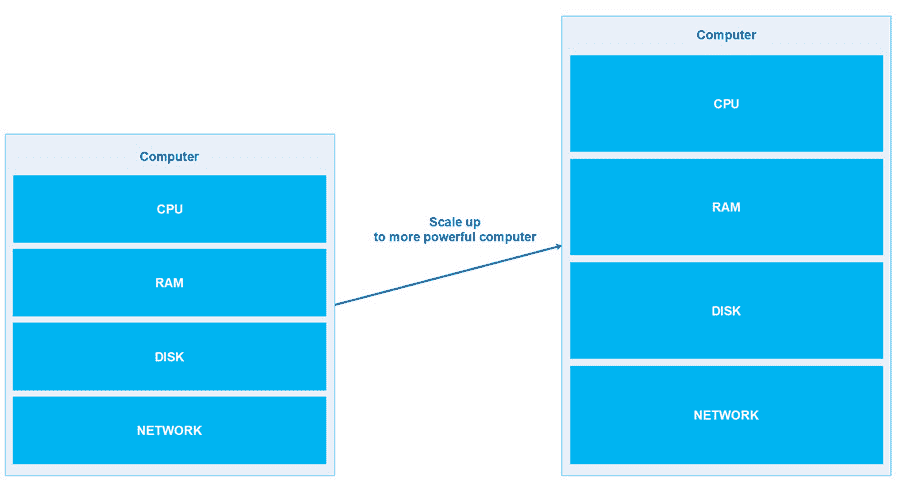 Computer
CPU
RAM
DISK
NETWORK
Scale up
to more powerful computer
Computer
CPU
RAM
DISK
NETWORK